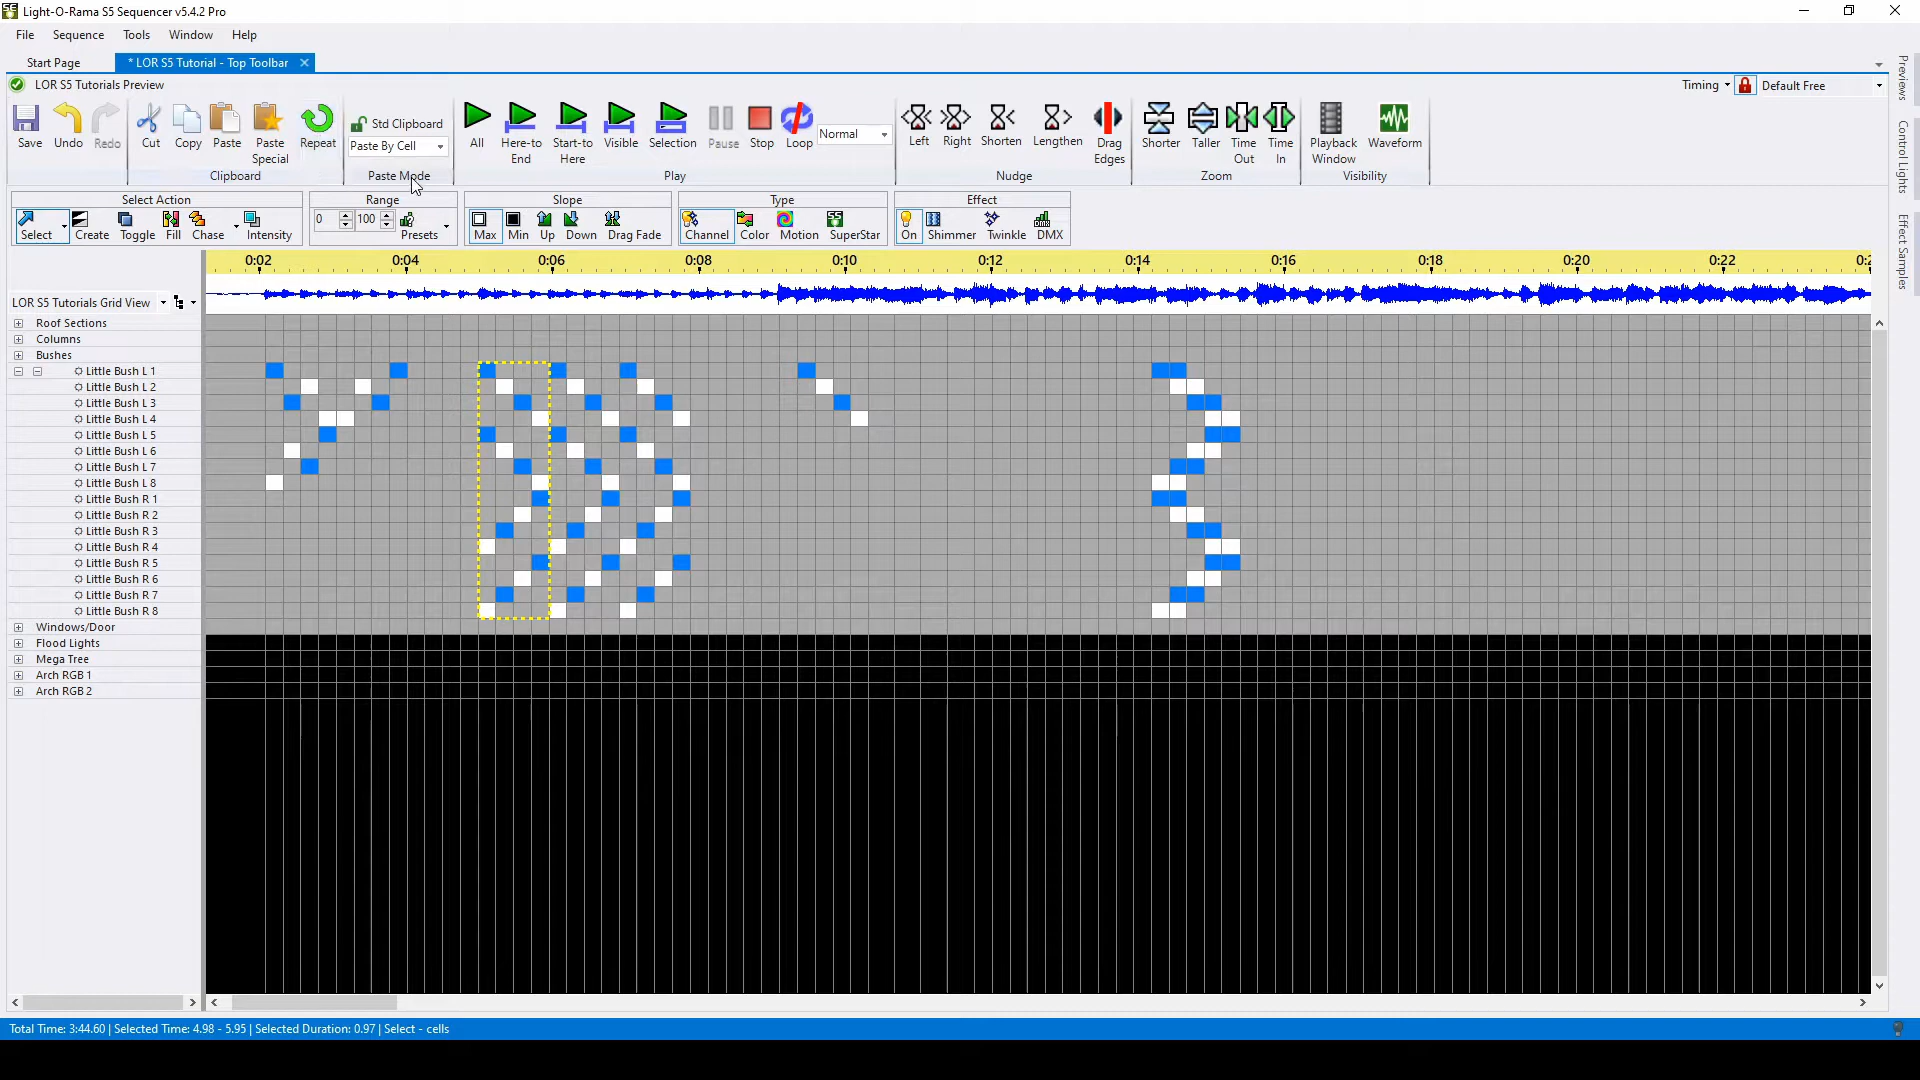 Light-O-Rama S5 Sequencer v5.4.2 Pro
File Sequence Tools Window Help
Start Page * LOR S5 Tutorial - Top Toolbar
LOR S5 Tutorials Preview Timing Default Free
Save Undo Redo Cut Copy Paste Paste Special Repeat
Clipboard
Std Clipboard
Paste By Cell
Paste Mode
All Here-to End Start-to Here Visible Selection Pause Stop Loop Normal
Play
Left Right Shorten Lengthen Drag Edges
Nudge
Shorter Taller Time Out Time In
Zoom
Playback Window Waveform
Visibility
Previews
Control Lights
Effect Samples
Select Action Range Slope Type Effect
Select Create Toggle Fill Chase Intensity 0 100 Presets Max Min Up Down Drag Fade Channel Color Motion SuperStar On Shimmer Twinkle DMX
0:02 0:04 0:06 0:08 0:10 0:12 0:14 0:16 0:18 0:20 0:22 0:2
LOR S5 Tutorials Grid View
Roof Sections
Columns
Bushes
Little Bush L 1
Little Bush L 2
Little Bush L 3
Little Bush L 4
Little Bush L 5
Little Bush L 6
Little Bush L 7
Little Bush L 8
Little Bush R 1
Little Bush R 2
Little Bush R 3
Little Bush R 4
Little Bush R 5
Little Bush R 6
Little Bush R 7
Little Bush R 8
Windows/Door
Flood Lights
Mega Tree
Arch RGB 1
Arch RGB 2
Total Time: 3:44.60 | Selected Time: 4.98 - 5.95 | Selected Duration: 0.97 | Select - cells